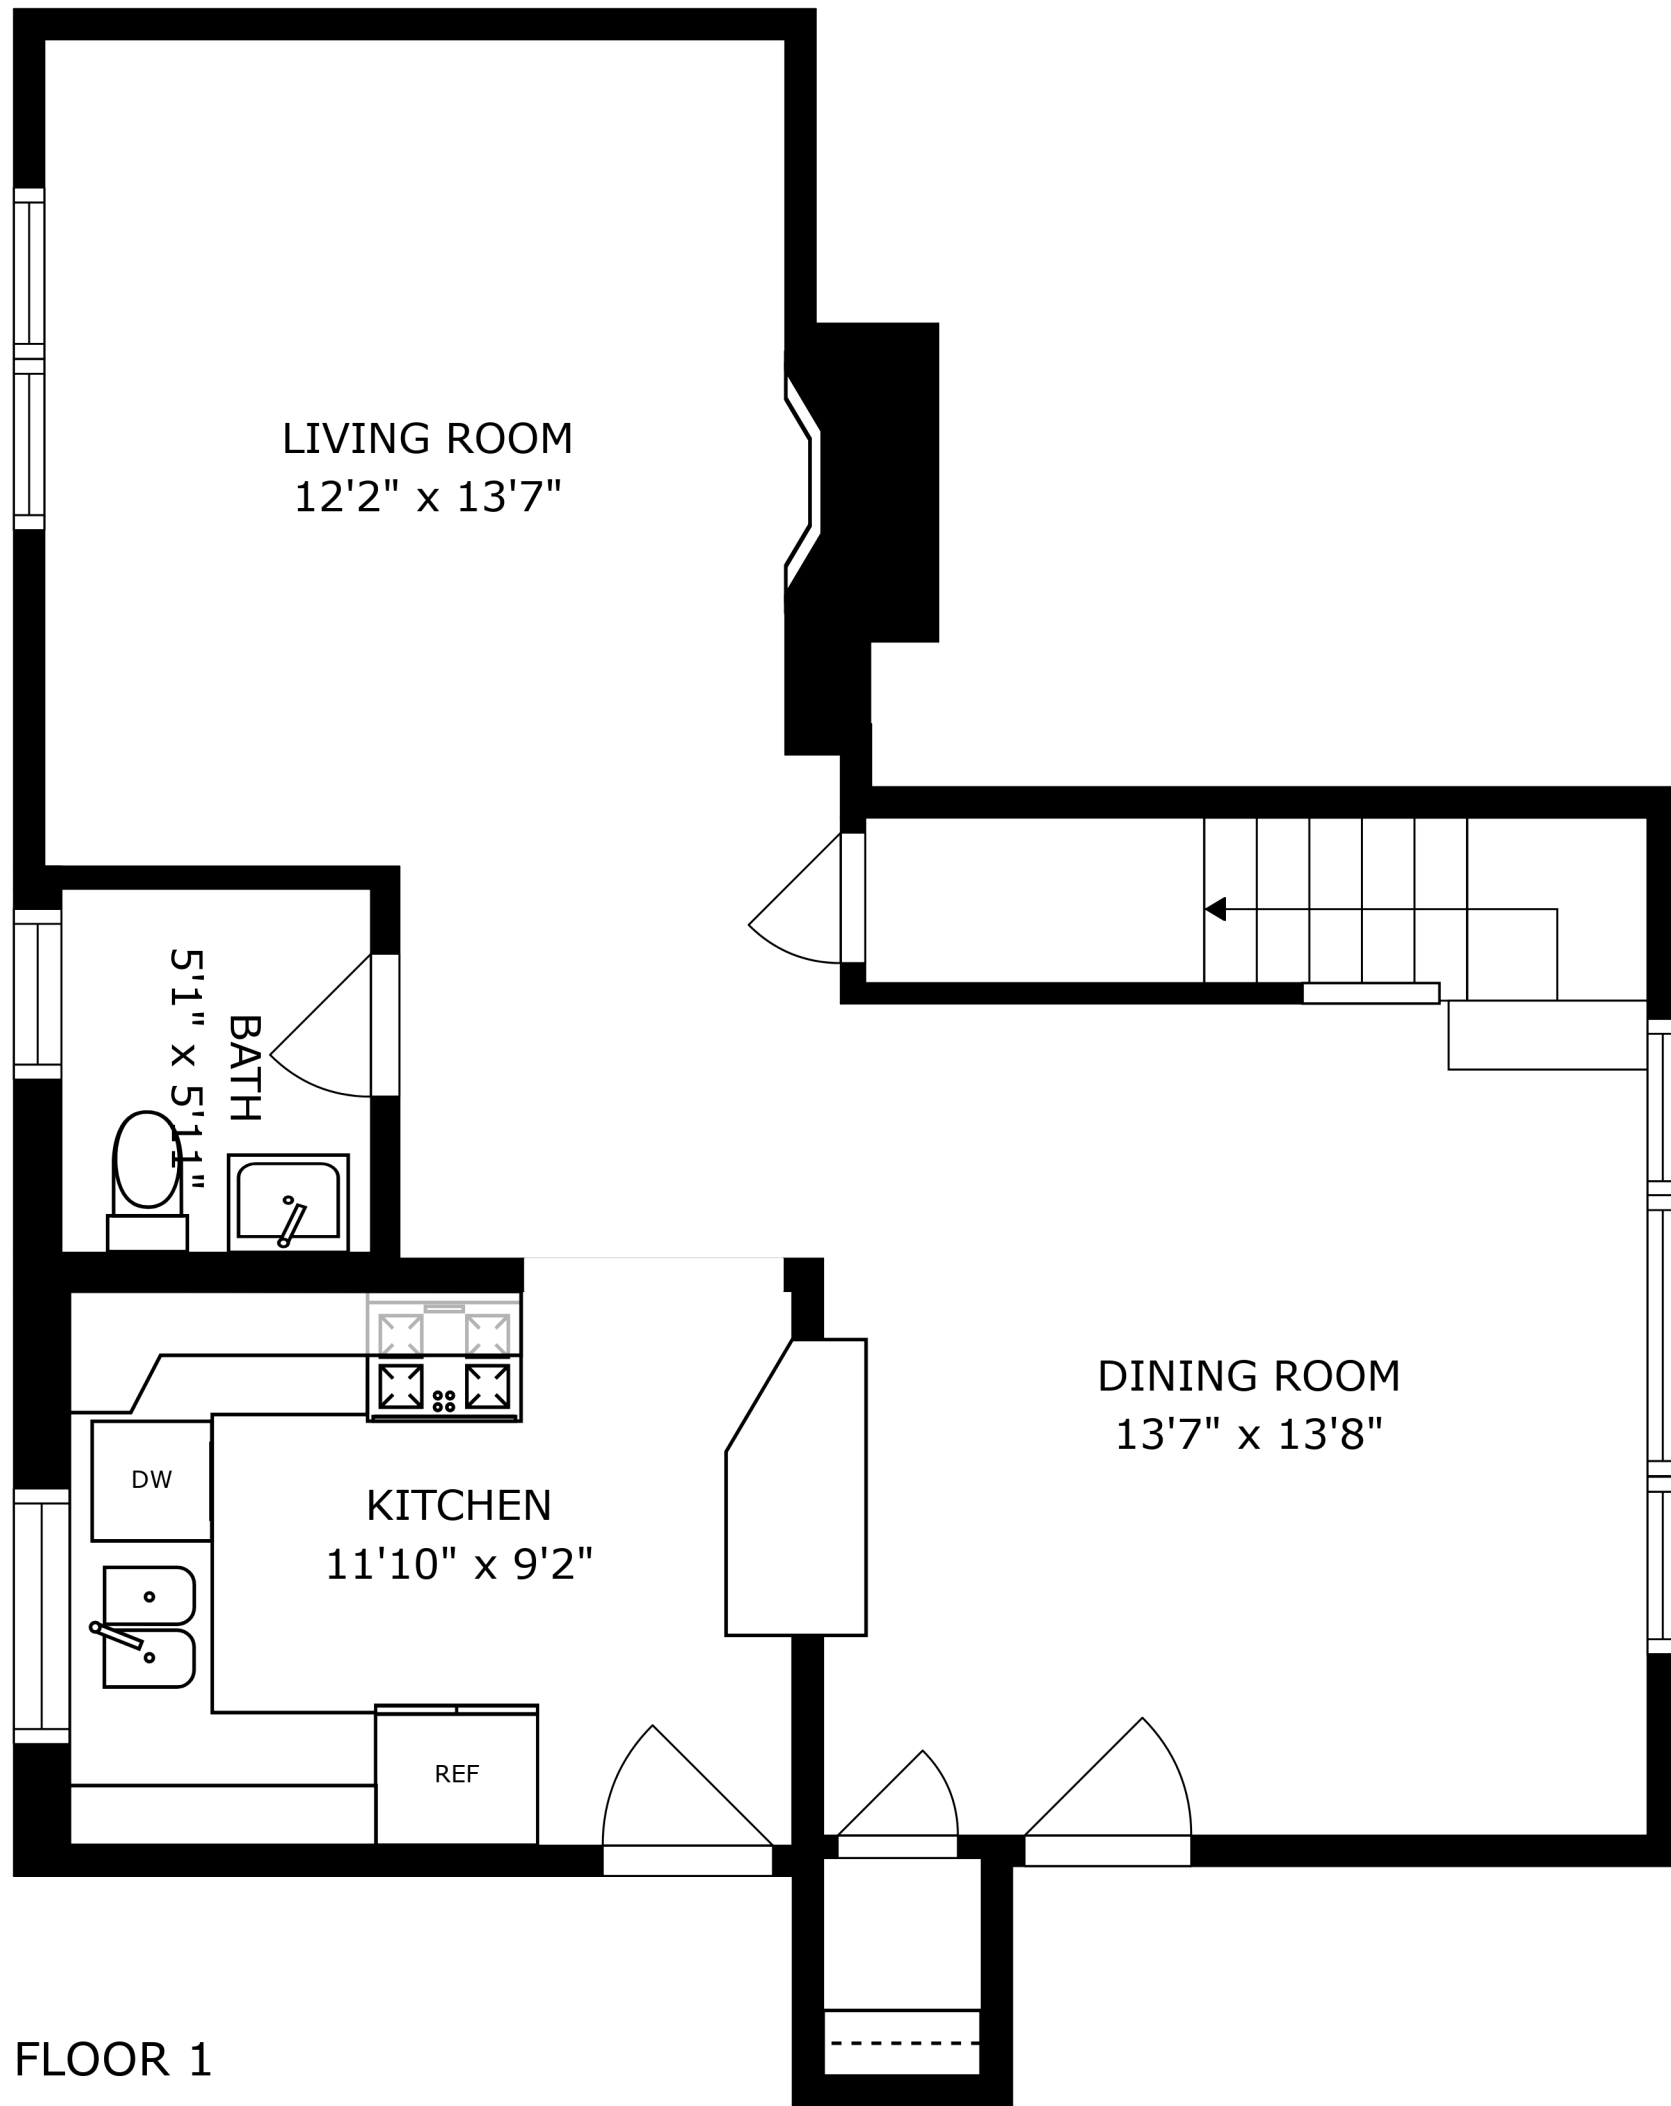 LIVING ROOM
12'2" x 13'7"
BATH
5'1" x 5'11"
DINING ROOM
13'7" x 13'8"
DW
KITCHEN
11'10" x 9'2"
REF
FLOOR 1